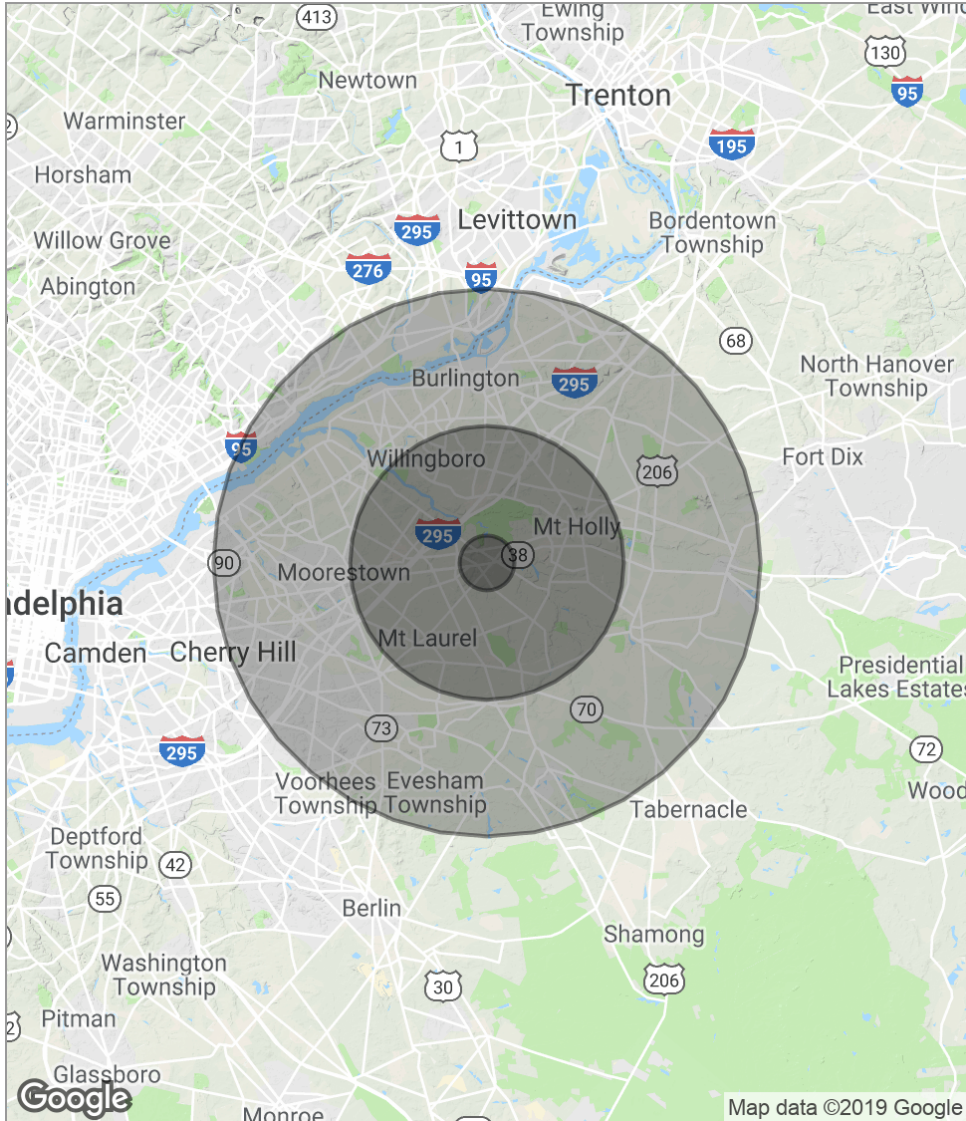 413
Ewing
Township
East Wind
130
Newtown
95
Trenton
Warminster
1
195
Horsham
Levittown
Bordentown
Township
295
Willow Grove
276
95
Abington
68
North Hanover
Township
Burlington
295
95
Willingboro
206
Fort Dix
Mt Holly
295
38
90
Moorestown
adelphia
Mt Laurel
Camden
Cherry Hill
Presidential
Lakes Estates
70
73
295
72
Voorhees
Township
Evesham
Township
Wood
Tabernacle
Deptford
Township
42
55
Berlin
Shamong
Washington
Township
206
30
Pitman
Glassboro
Google
Monroe
Map data ©2019 Google